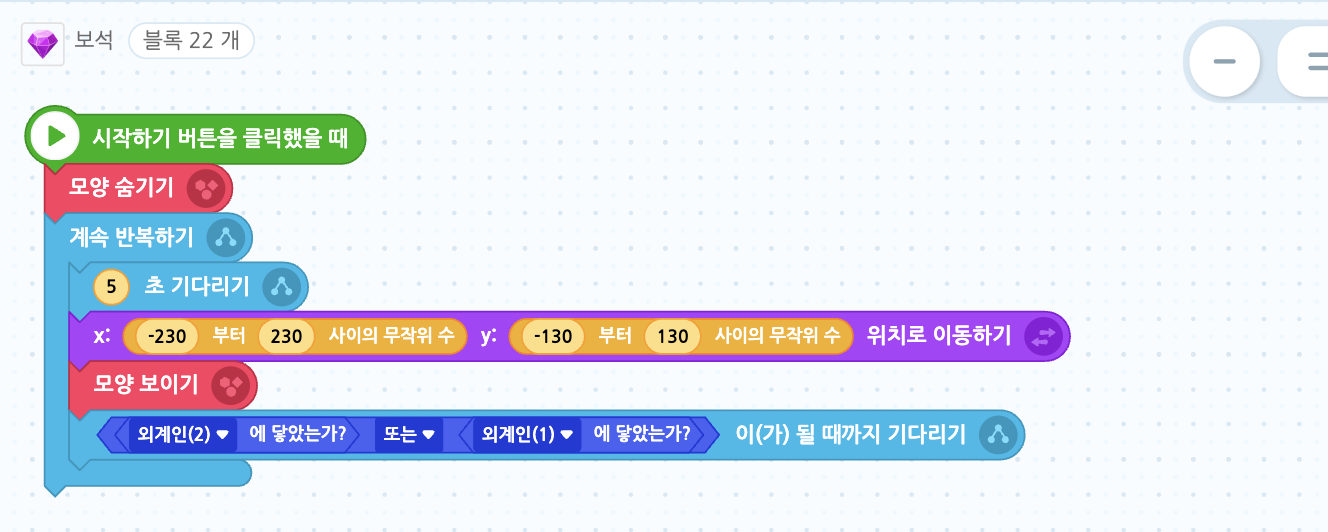 보석 블록 22 개
시작하기 버튼을 클릭했을 때
모양 숨기기
계속 반복하기
5 초 기다리기
x: -230 부터 230 사이의 무작위 수 y: -130 부터 130 사이의 무작위 수 위치로 이동하기
모양 보이기
외계인(2) 에 닿았는가? 또는 외계인(1) 에 닿았는가? 이(가) 될 때까지 기다리기